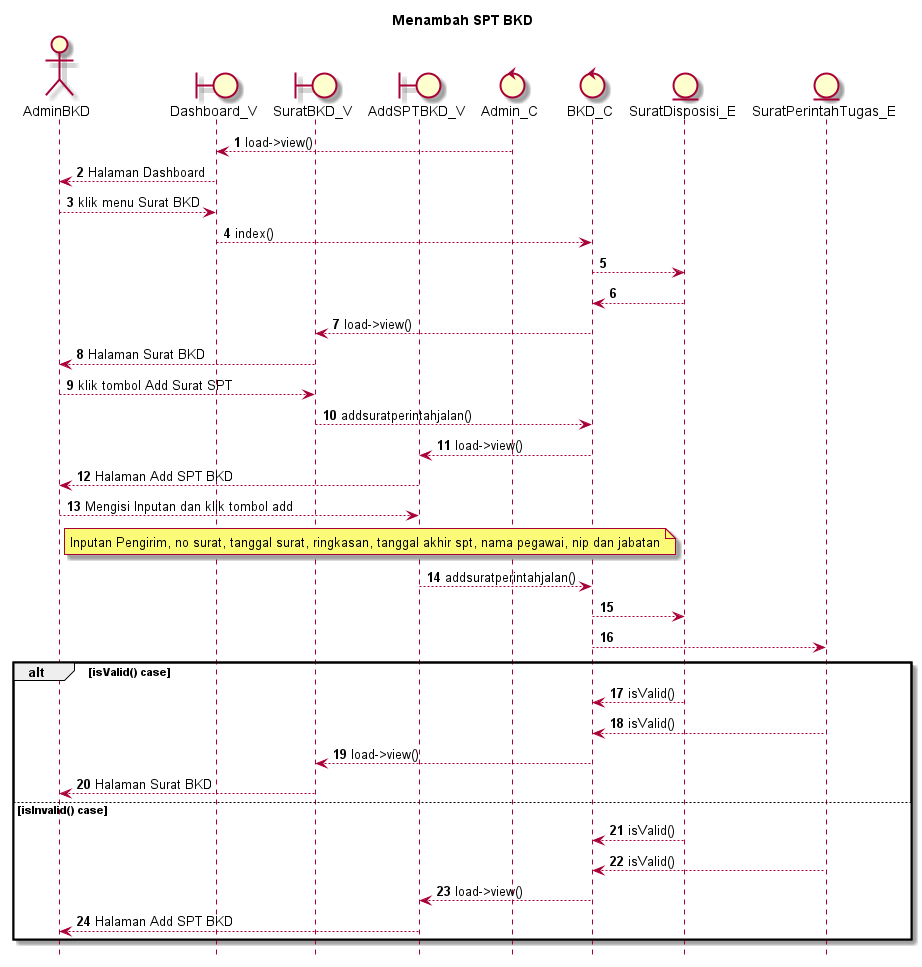 Menambah SPT BKD
AdminBKD
Dashboard_V
SuratBKD_V
AddSPTBKD_V
Admin_C
BKD_C
SuratDisposisi_E
SuratPerintahTugas_E
1 load->view()
2 Halaman Dashboard
3 klik menu Surat BKD
4 index()
5
6
7 load->view()
8 Halaman Surat BKD
9 klik tombol Add Surat SPT
10 addsuratperintahjalan()
11 load->view()
12 Halaman Add SPT BKD
13 Mengisi Inputan dan klik tombol add
Inputan Pengirim, no surat, tanggal surat, ringkasan, tanggal akhir spt, nama pegawai, nip dan jabatan
14 addsuratperintahjalan()
15
16
alt [isValid() case]
17 isValid()
18 isValid()
19 load->view()
20 Halaman Surat BKD
[isInvalid() case]
21 isValid()
22 isValid()
23 load->view()
24 Halaman Add SPT BKD